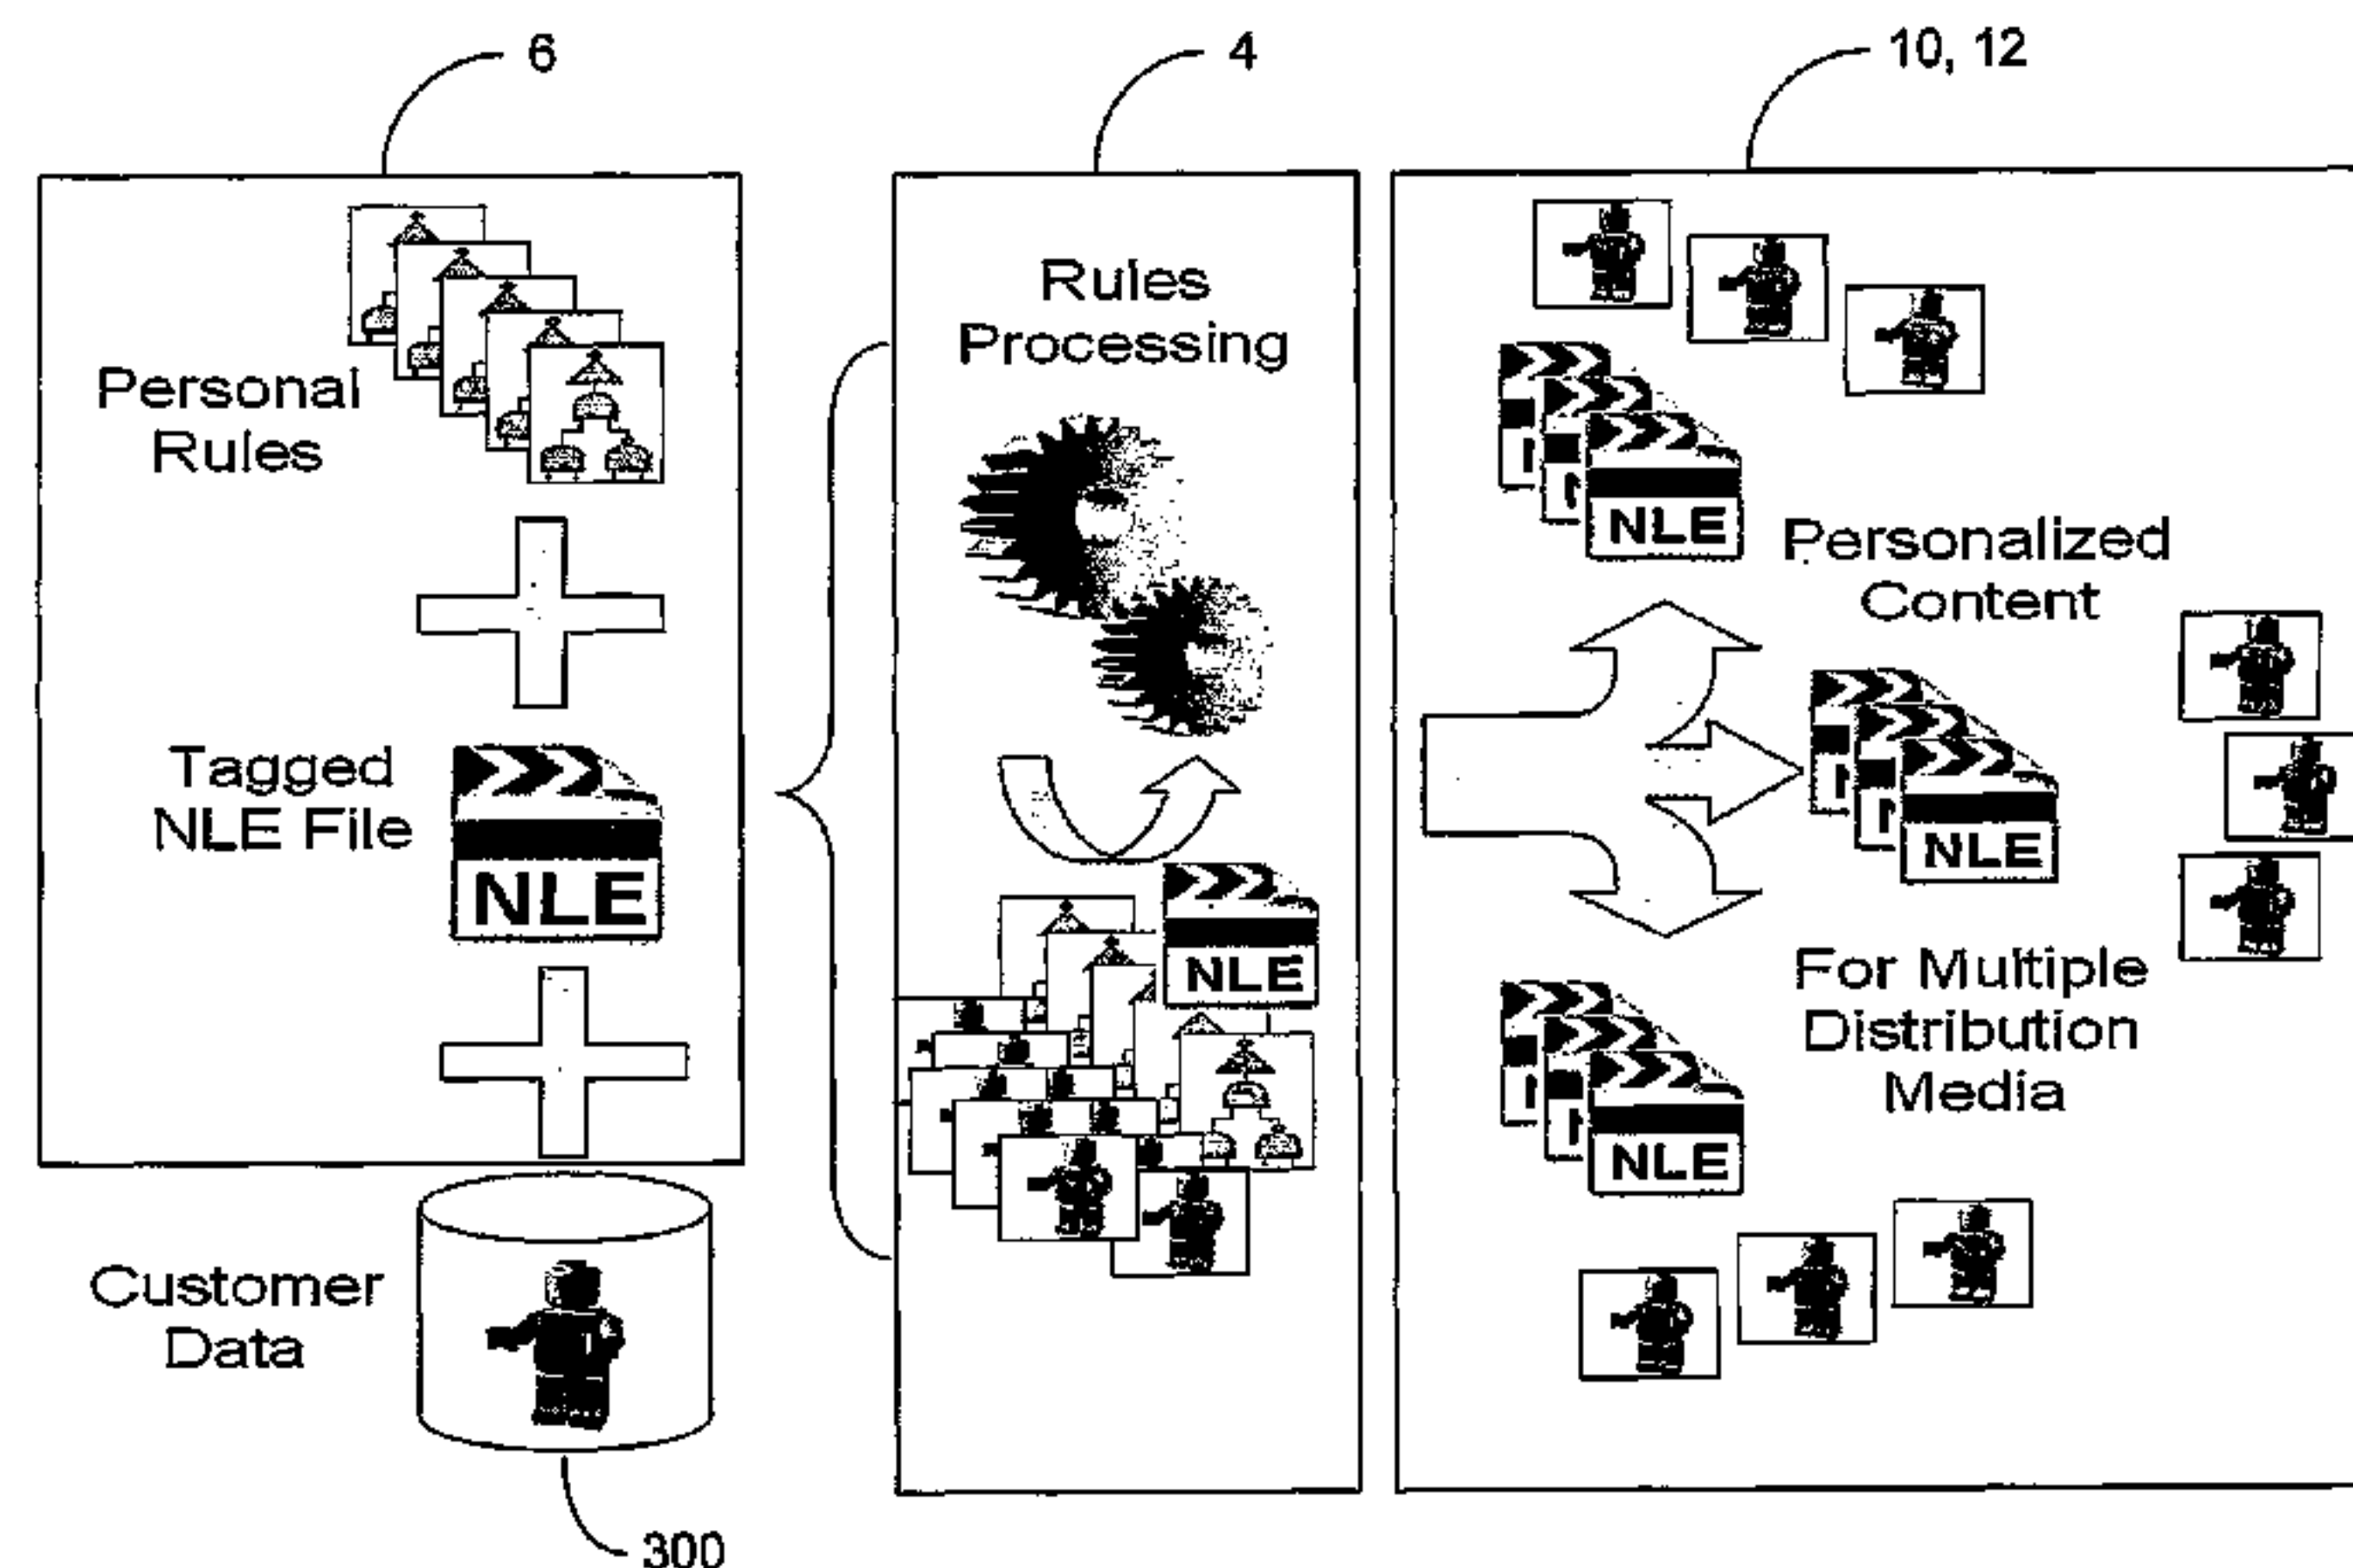 6
4
10, 12
Personal
Rules
Tagged
NLE File
NLE
Customer
Data
300
Rules
Processing
NLE
NLE
Personalized
Content
NLE
For Multiple
Distribution
Media
NLE